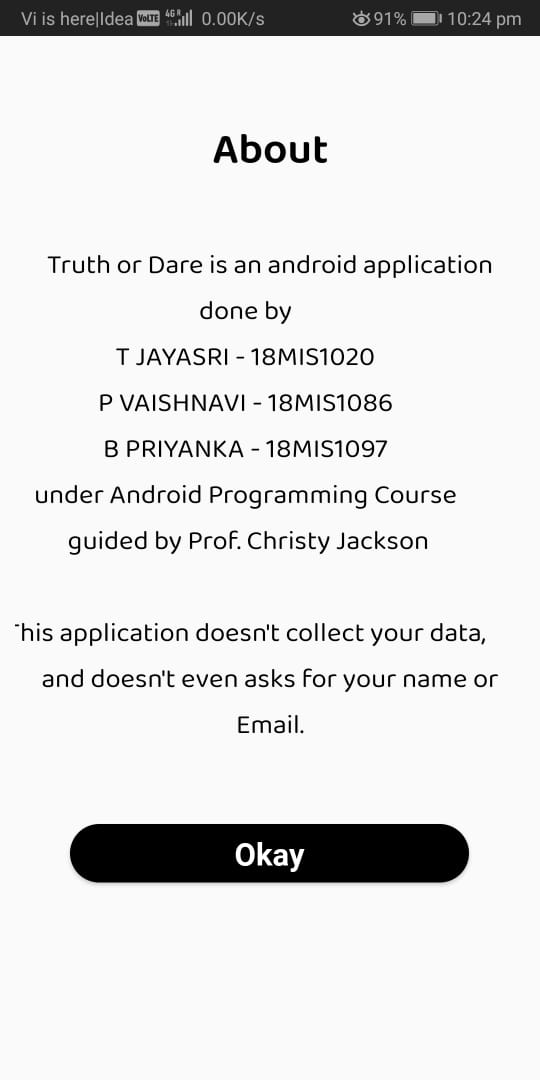 Vi is here|Idea VoLTE 4G R 0.00K/s 91% 10:24 pm
About
Truth or Dare is an android application
done by
T JAYASRI - 18MIS1020
P VAISHNAVI - 18MIS1086
B PRIYANKA - 18MIS1097
under Android Programming Course
guided by Prof. Christy Jackson
This application doesn't collect your data,
and doesn't even asks for your name or
Email.
Okay